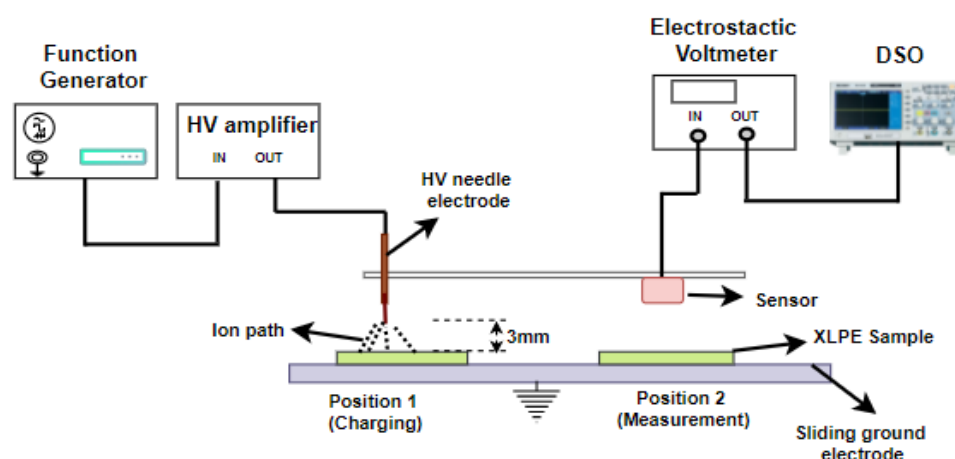 Function
Generator
HV amplifier
IN OUT
HV needle
electrode
Electrostactic
Voltmeter
IN OUT
DSO
Sensor
Ion path
3mm
XLPE Sample
Position 1
(Charging)
Position 2
(Measurement)
Sliding ground
electrode